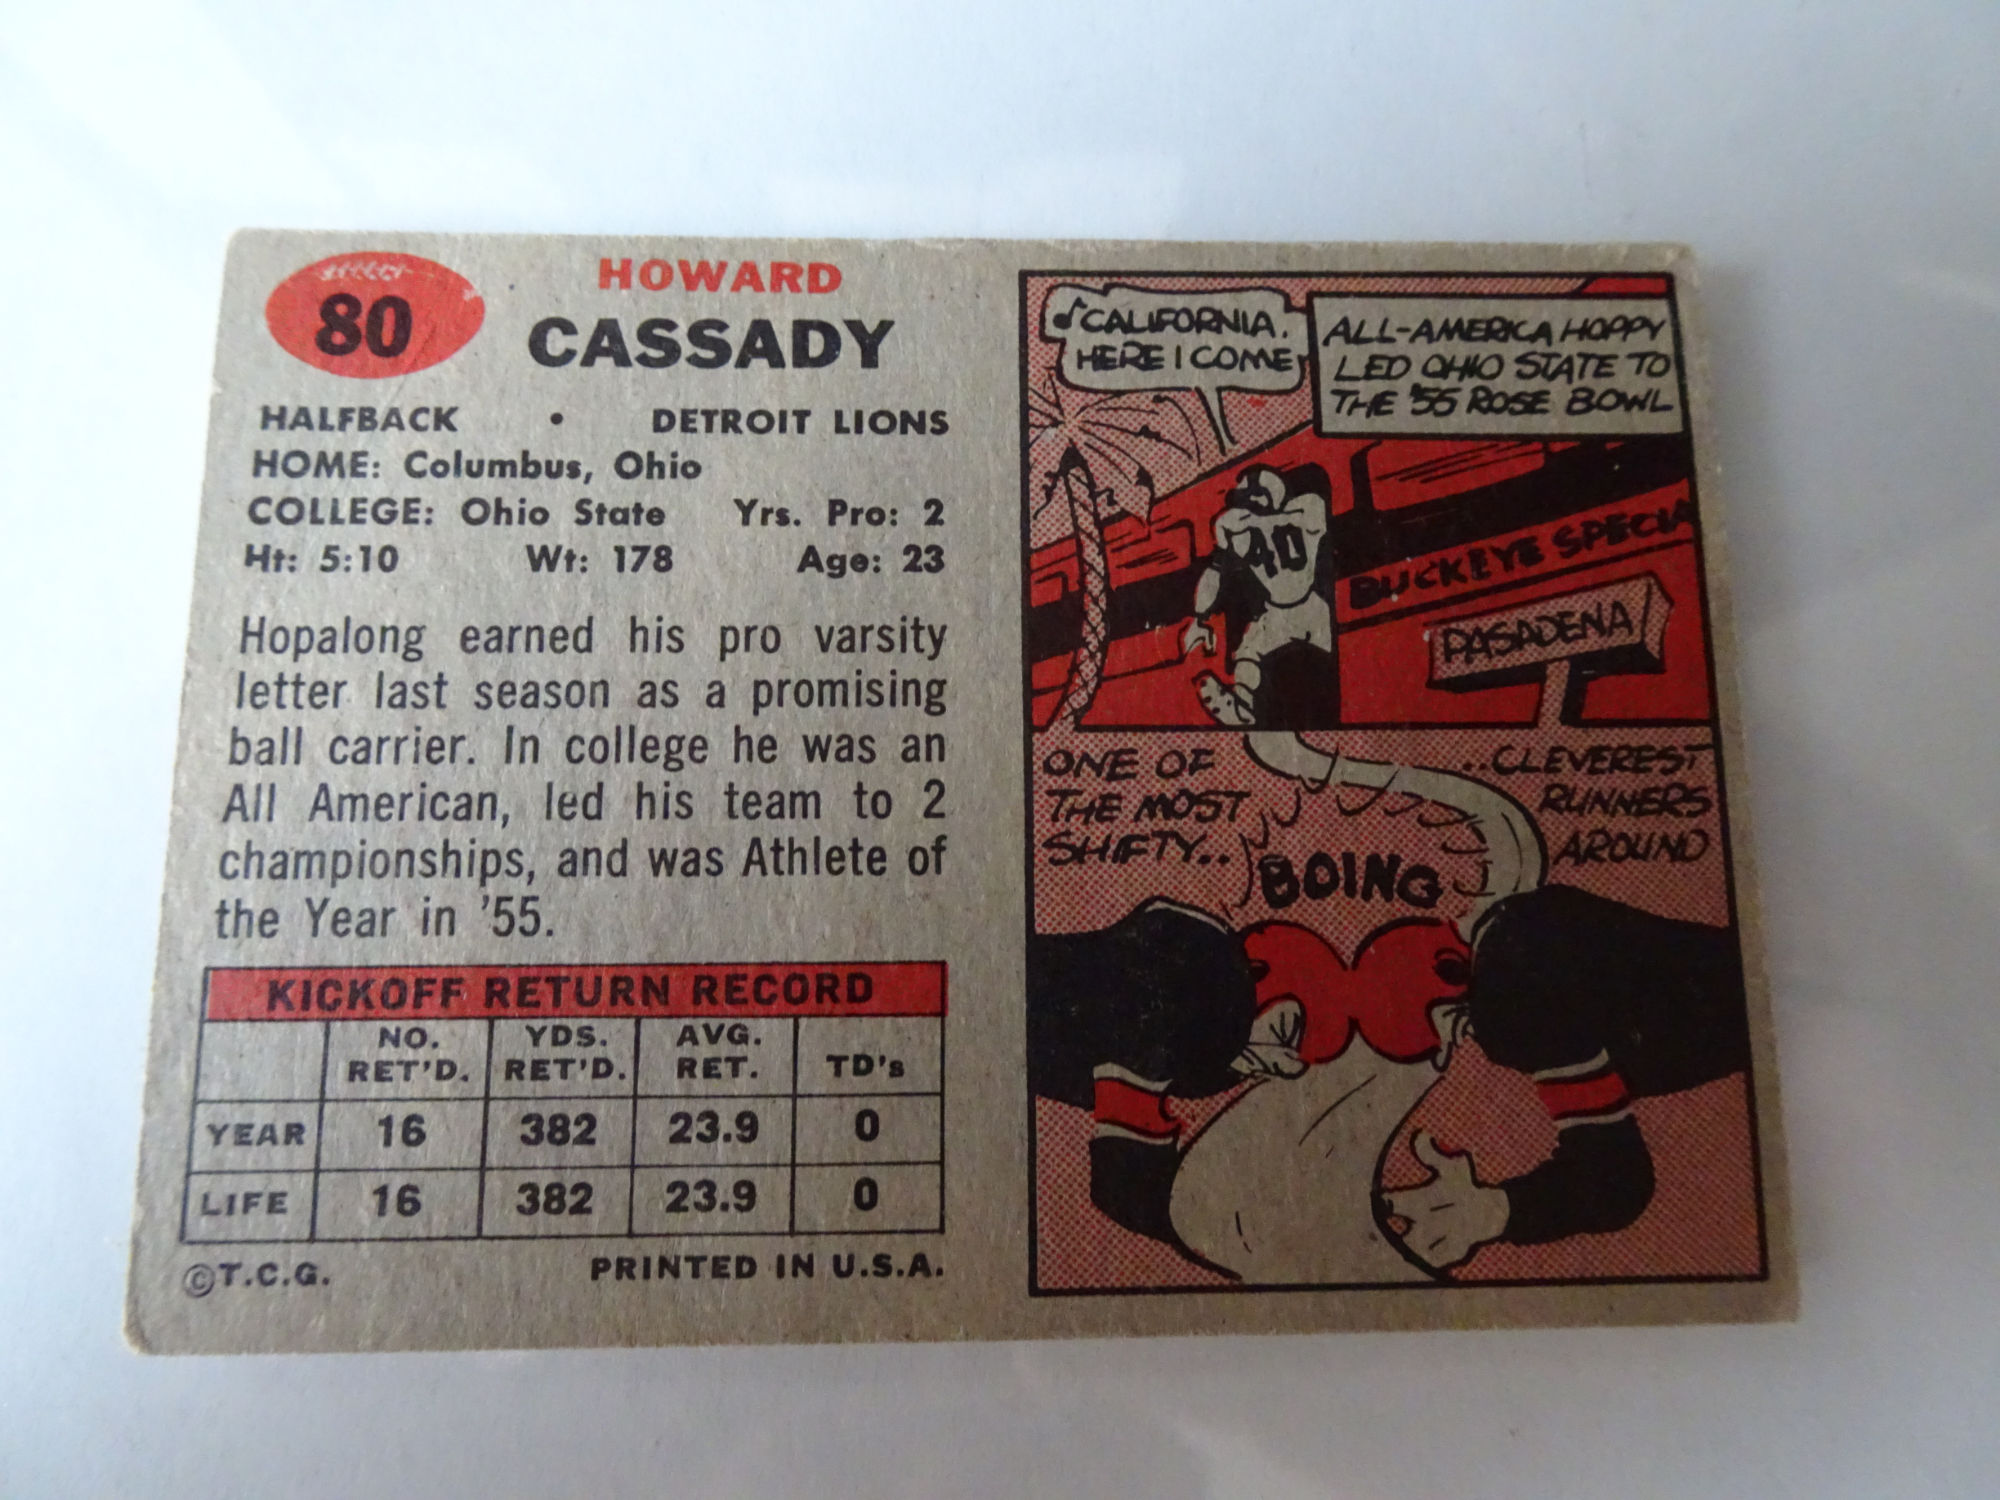 80
HOWARD
CASSADY
HALFBACK • DETROIT LIONS
HOME: Columbus, Ohio
COLLEGE: Ohio State Yrs. Pro: 2
Ht: 5:10 Wt: 178 Age: 23
Hopalong earned his pro varsity
letter last season as a promising
ball carrier. In college he was an
All American, led his team to 2
championships, and was Athlete of
the Year in '55.
KICKOFF RETURN RECORD
NO. YDS. AVG.
RET'D. RET'D. RET. TD's
YEAR 16 382 23.9 0
LIFE 16 382 23.9 0
©T.C.G. PRINTED IN U.S.A.
♪CALIFORNIA.
HERE I COME
ALL-AMERICA HOPPY
LED OHIO STATE TO
THE '55 ROSE BOWL
40
BUCKEYE SPECIA
PASADENA
ONE OF
THE MOST
SHIFTY..
..CLEVEREST
RUNNERS
AROUND
BOING